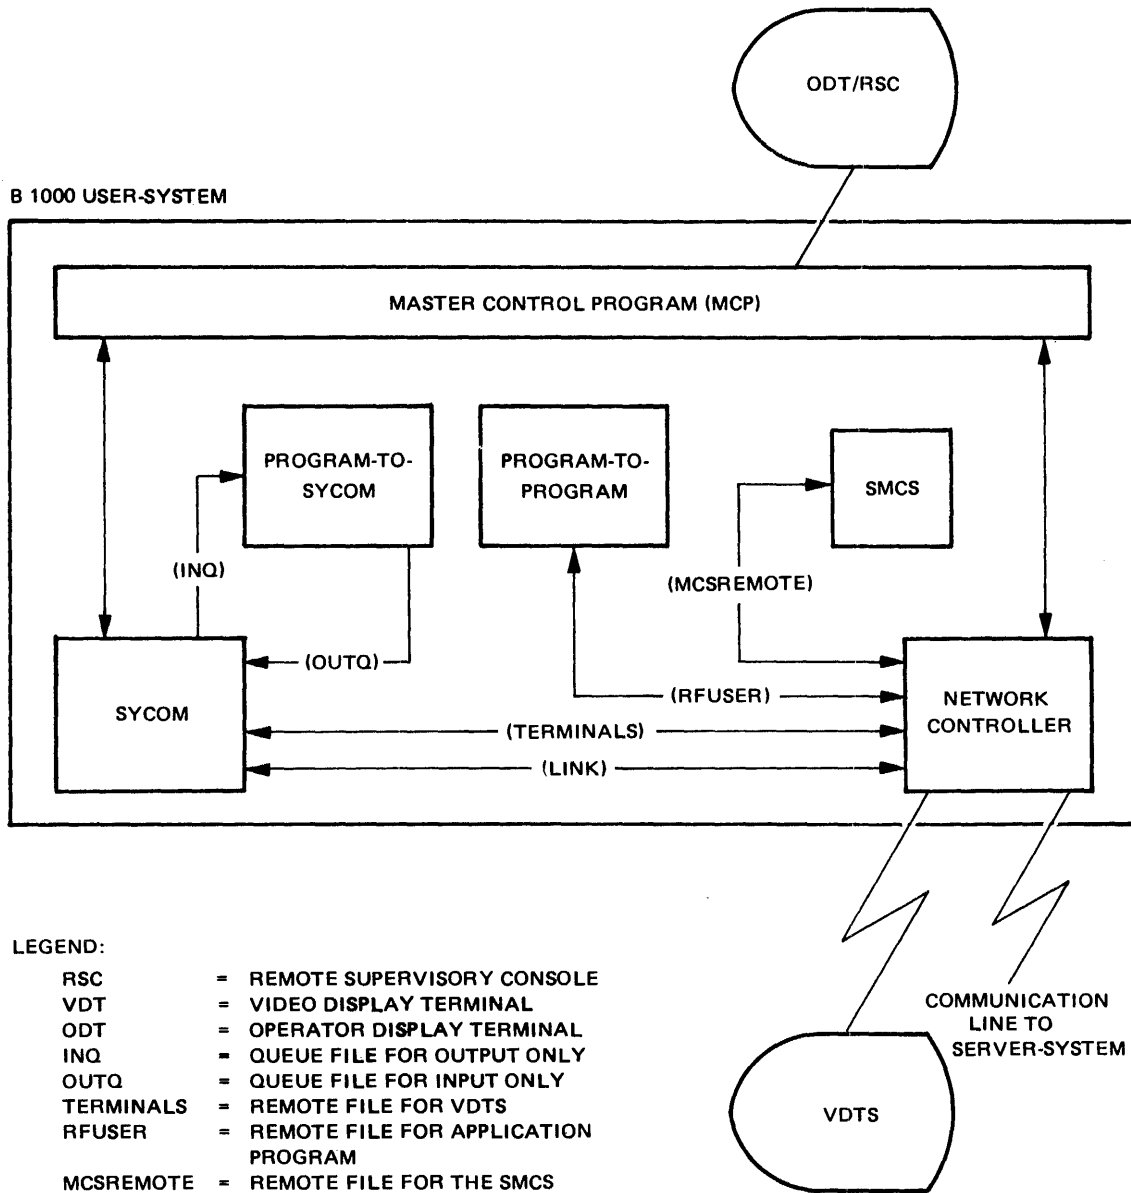 ODT/RSC
B 1000 USER-SYSTEM
MASTER CONTROL PROGRAM (MCP)
PROGRAM-TO-
SYCOM
PROGRAM-TO-
PROGRAM
SMCS
(INQ)
(MCSREMOTE)
(OUTQ)
SYCOM
(RFUSER)
NETWORK
CONTROLLER
(TERMINALS)
(LINK)
LEGEND:
RSC = REMOTE SUPERVISORY CONSOLE
VDT = VIDEO DISPLAY TERMINAL
ODT = OPERATOR DISPLAY TERMINAL
INQ = QUEUE FILE FOR OUTPUT ONLY
OUTQ = QUEUE FILE FOR INPUT ONLY
TERMINALS = REMOTE FILE FOR VDTS
RFUSER = REMOTE FILE FOR APPLICATION
PROGRAM
MCSREMOTE = REMOTE FILE FOR THE SMCS
COMMUNICATION
LINE TO
SERVER-SYSTEM
VDTS